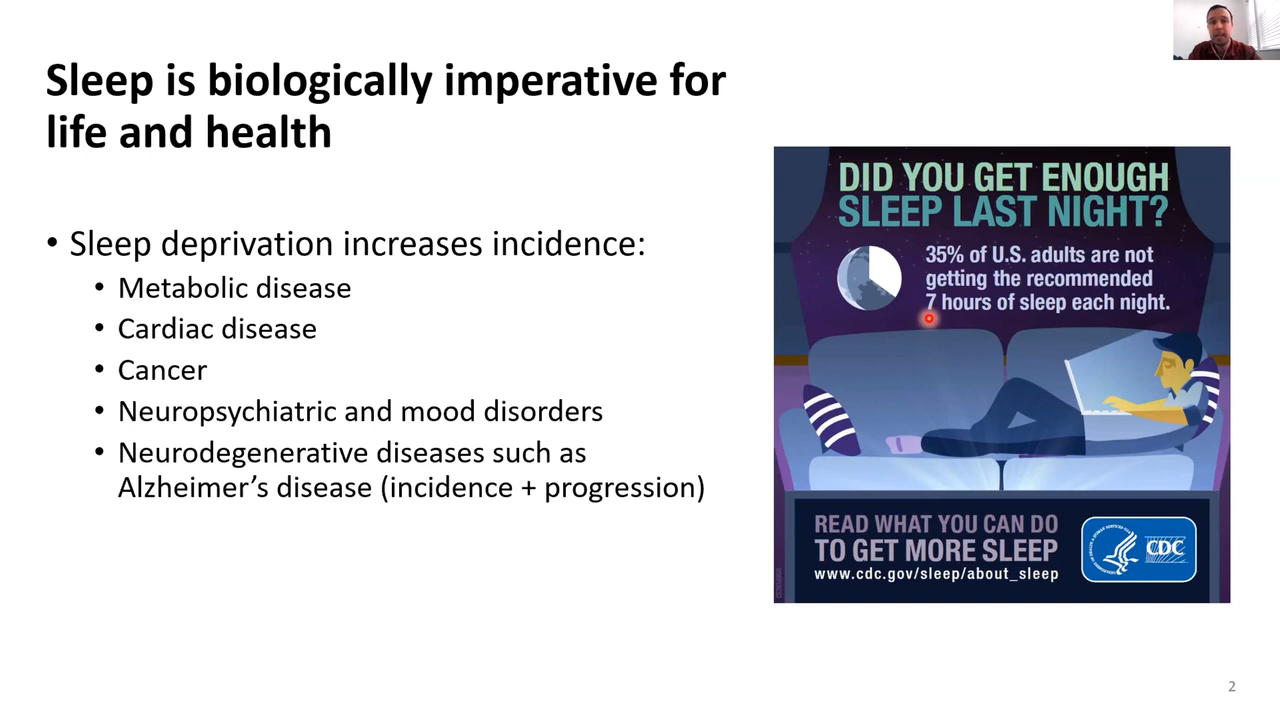 Sleep is biologically imperative for
life and health
• Sleep deprivation increases incidence:
• Metabolic disease
• Cardiac disease
• Cancer
• Neuropsychiatric and mood disorders
• Neurodegenerative diseases such as
Alzheimer’s disease (incidence + progression)
DID YOU GET ENOUGH
SLEEP LAST NIGHT?
35% of U.S. adults are not
getting the recommended
7 hours of sleep each night.
READ WHAT YOU CAN DO
TO GET MORE SLEEP
www.cdc.gov/sleep/about_sleep
CDC
2